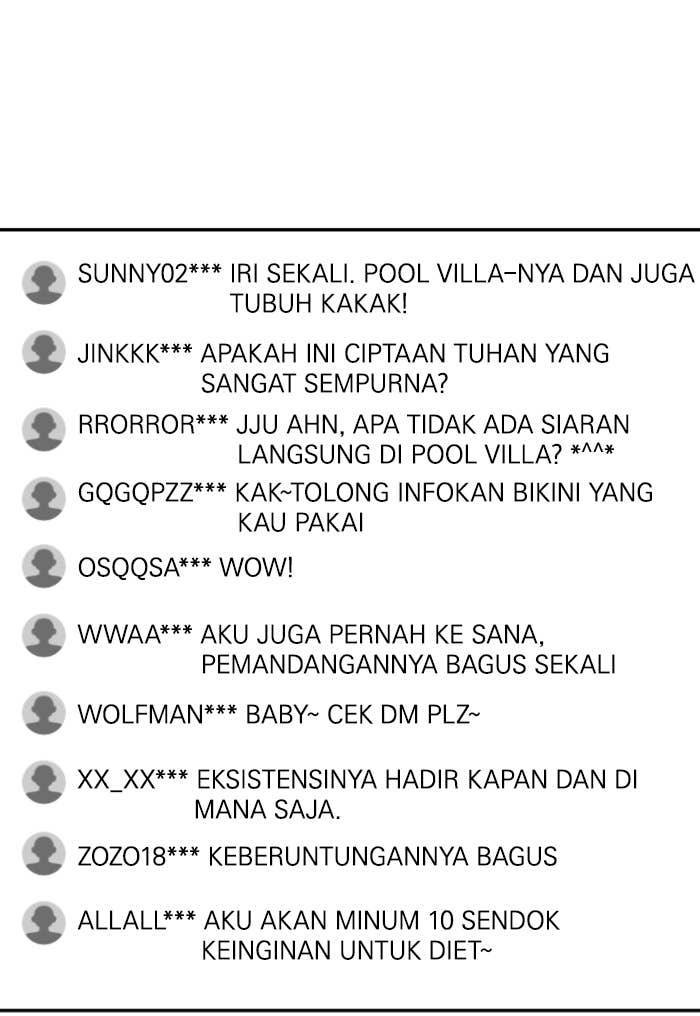 SUNNY02*** IRI SEKALI. POOL VILLA-NYA DAN JUGA
TUBUH KAKAK!
JINKKK*** APAKAH INI CIPTAAN TUHAN YANG
SANGAT SEMPURNA?
RRORROR*** JJU AHN, APA TIDAK ADA SIARAN
LANGSUNG DI POOL VILLA? *^^*
GQGQPZZ*** KAK~TOLONG INFOKAN BIKINI YANG
KAU PAKAI
OSQQSA*** WOW!
WWAA*** AKU JUGA PERNAH KE SANA,
PEMANDANGANNYA BAGUS SEKALI
WOLFMAN*** BABY~ CEK DM PLZ~
XX_XX*** EKSISTENSINYA HADIR KAPAN DAN DI
MANA SAJA.
ZOZO18*** KEBERUNTUNGANNYA BAGUS
ALLALL*** AKU AKAN MINUM 10 SENDOK
KEINGINAN UNTUK DIET~